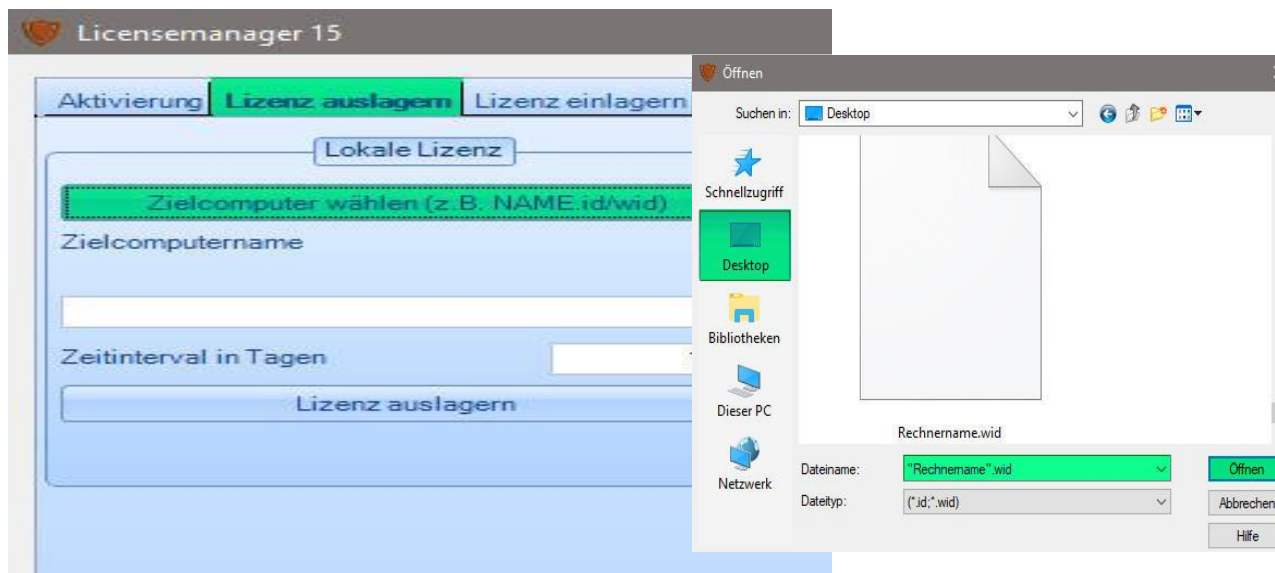 Licensemanager 15
Aktivierung Lizenz auslagern Lizenz einlagern
Lokale Lizenz
Zielcomputer wählen (z.B. NAME.id/wid)
Zielcomputername
Zeitinterval in Tagen
Lizenz auslagern
Öffnen
Suchen in: Desktop
Schnellzugriff
Desktop
Bibliotheken
Dieser PC
Netzwerk
Rechnername.wid
Dateiname: "Rechnername".wid Öffnen
Dateityp: (*.id;*.wid) Abbrechen
Hilfe